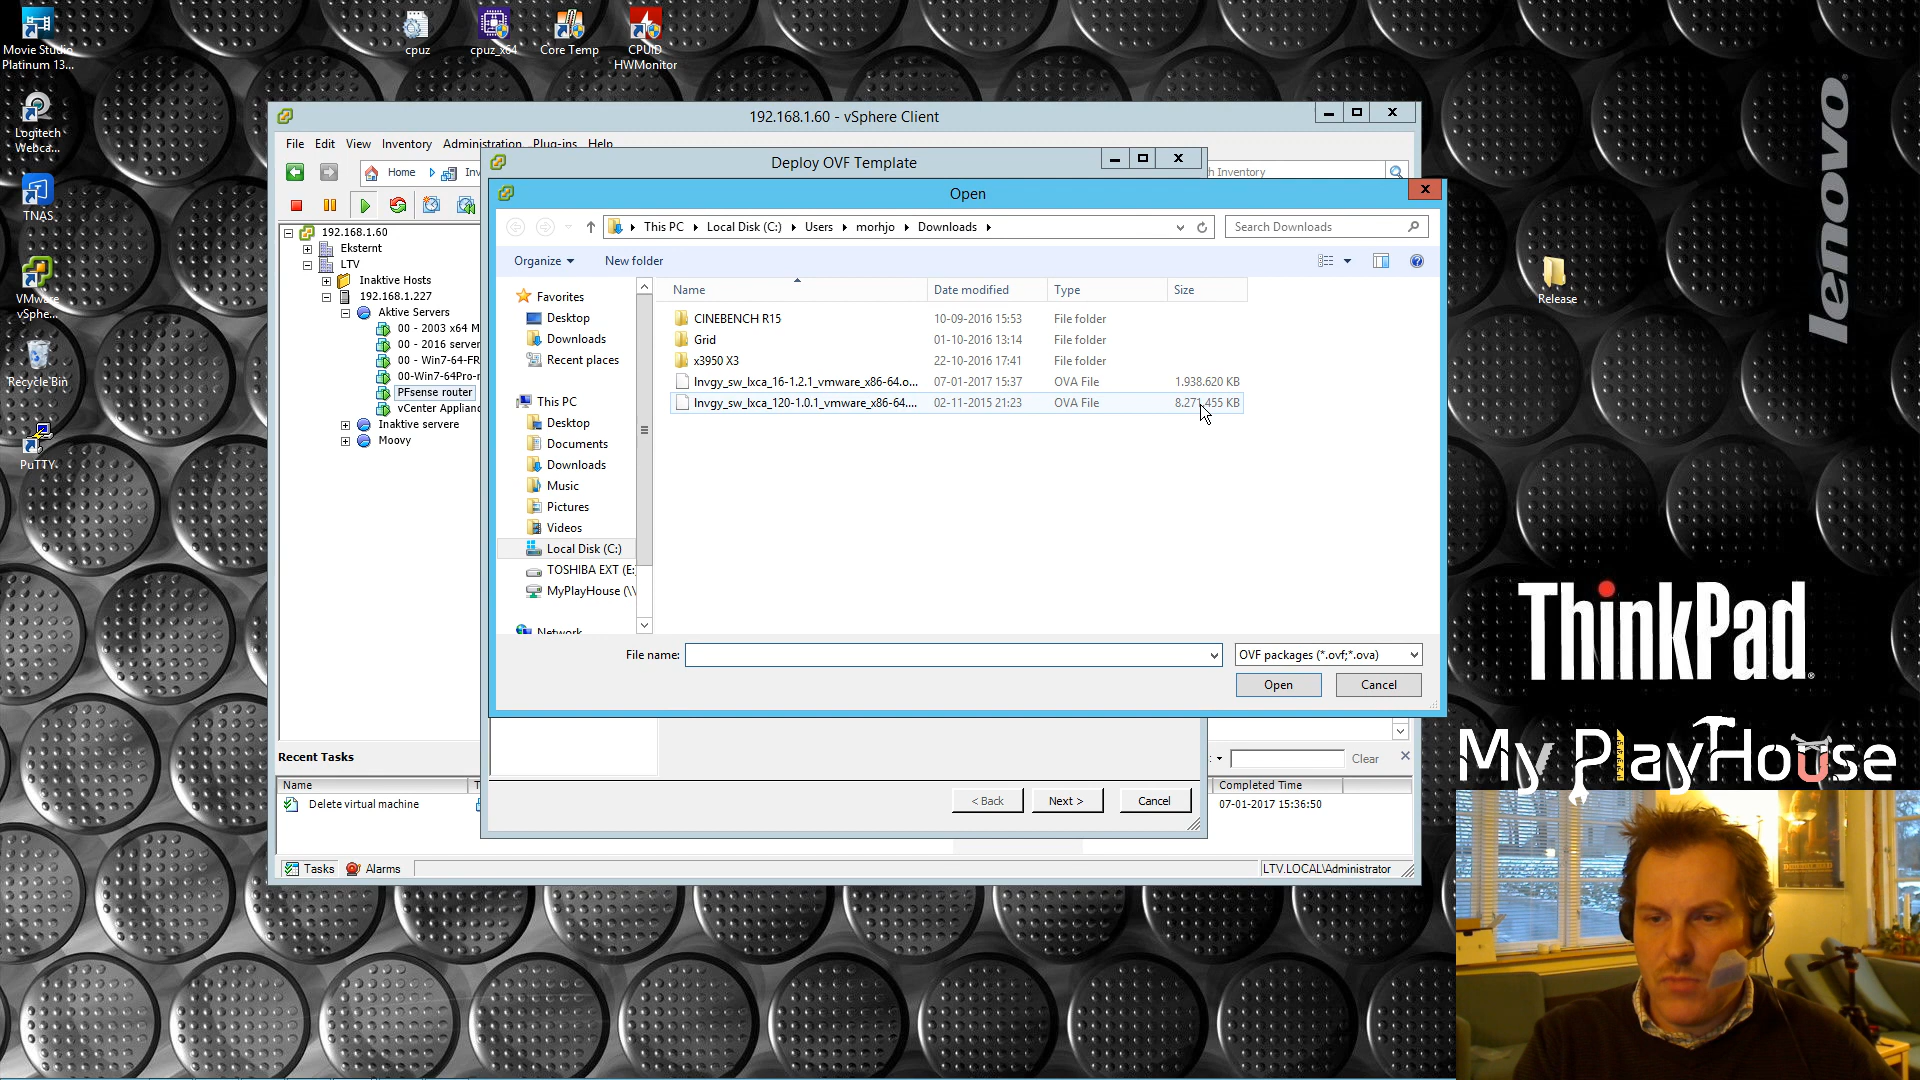 Movie Studio
Platinum 13...
cpuz
cpuz_x64
Core Temp
CPUID
HWMonitor
Logitech
Webca...
TNAS
VMware
vSphe...
Recycle Bin
PuTTY
Release
lenovo
ThinkPad
My PlayHouse
192.168.1.60 - vSphere Client
File Edit View Inventory Administration Plug-ins Help
Home
Inv
h Inventory
192.168.1.60
Eksternt
LTV
Inaktive Hosts
192.168.1.227
Aktive Servers
00 - 2003 x64 M
00 - 2016 server
00 - Win7-64-FR
00-Win7-64Pro-r
PFsense router
vCenter Applianc
Inaktive servere
Moovy
Deploy OVF Template
Open
This PC Local Disk (C:) Users morhjo Downloads
Search Downloads
Organize New folder
Favorites
Desktop
Downloads
Recent places
This PC
Desktop
Documents
Downloads
Music
Pictures
Videos
Local Disk (C:)
TOSHIBA EXT (E:
MyPlayHouse (\\
Network
Name Date modified Type Size
CINEBENCH R15 10-09-2016 15:53 File folder
Grid 01-10-2016 13:14 File folder
x3950 X3 22-10-2016 17:41 File folder
Invgy_sw_lxca_16-1.2.1_vmware_x86-64.o... 07-01-2017 15:37 OVA File 1.938.620 KB
Invgy_sw_lxca_120-1.0.1_vmware_x86-64.... 02-11-2015 21:23 OVA File 8.271.455 KB
File name:
OVF packages (*.ovf;*.ova)
Open Cancel
< Back Next > Cancel
Recent Tasks
Clear
Name
T
Completed Time
Delete virtual machine
07-01-2017 15:36:50
Tasks Alarms
LTV.LOCAL\Administrator